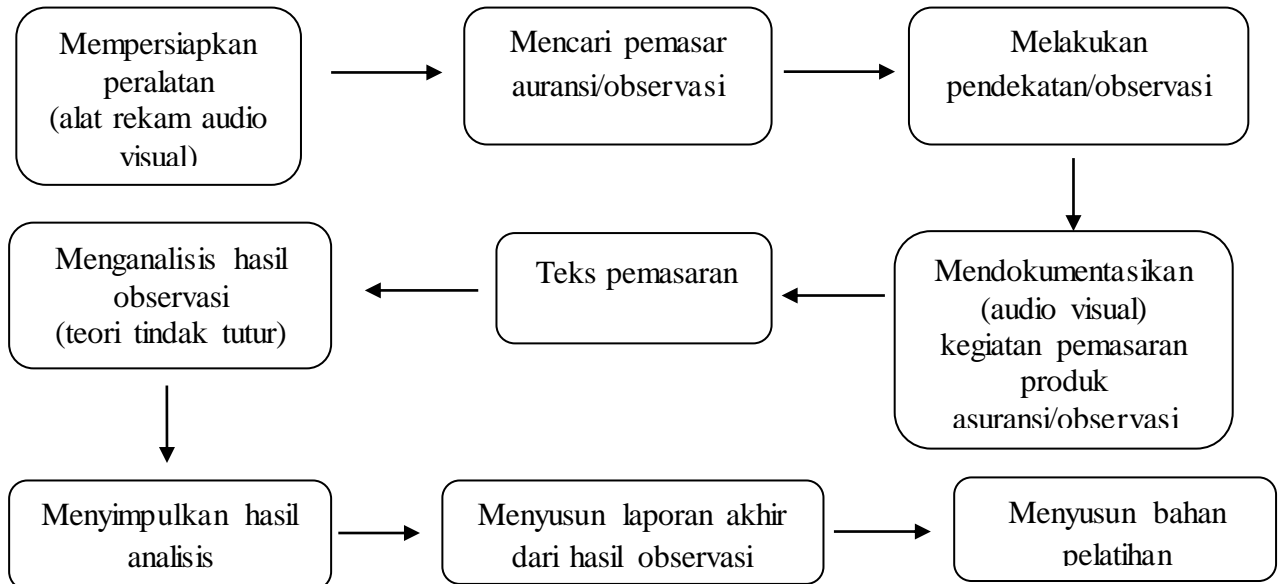 Mempersiapkan
peralatan
(alat rekam audio
visual)
Mencari pemasar
auransi/observasi
Melakukan
pendekatan/observasi
Mendokumentasikan
(audio visual)
kegiatan pemasaran
produk
asuransi/observasi
Teks pemasaran
Menganalisis hasil
observasi
(teori tindak tutur)
Menyimpulkan hasil
analisis
Menyusun laporan akhir
dari hasil observasi
Menyusun bahan
pelatihan